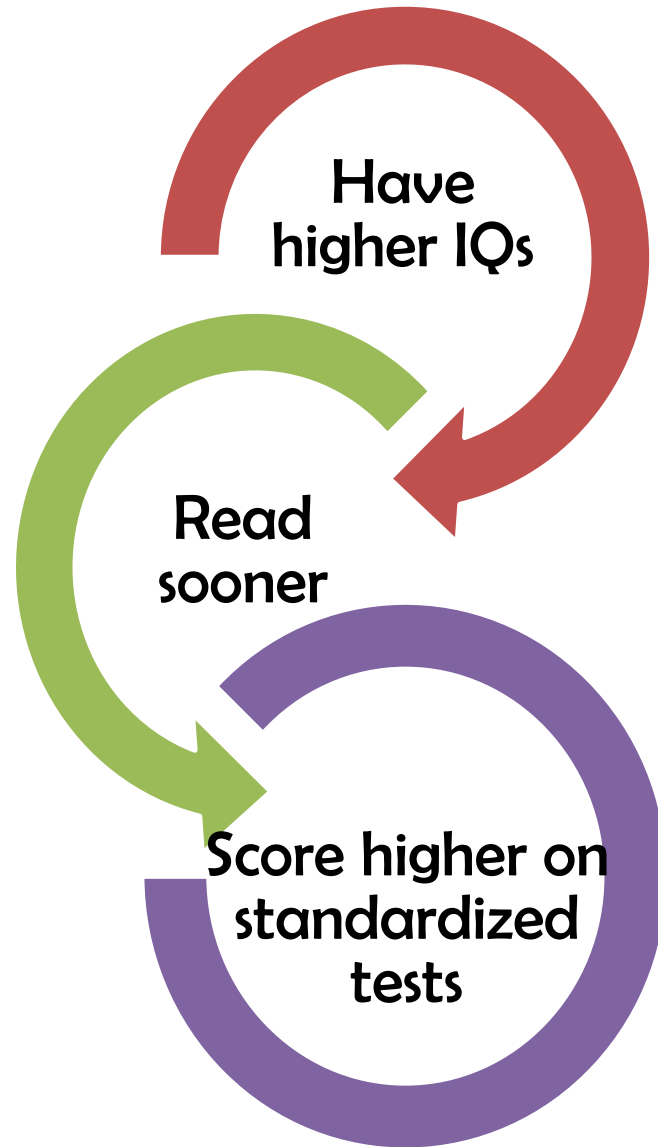 Have
higher IQs
Read
sooner
Score higher on
standardized
tests